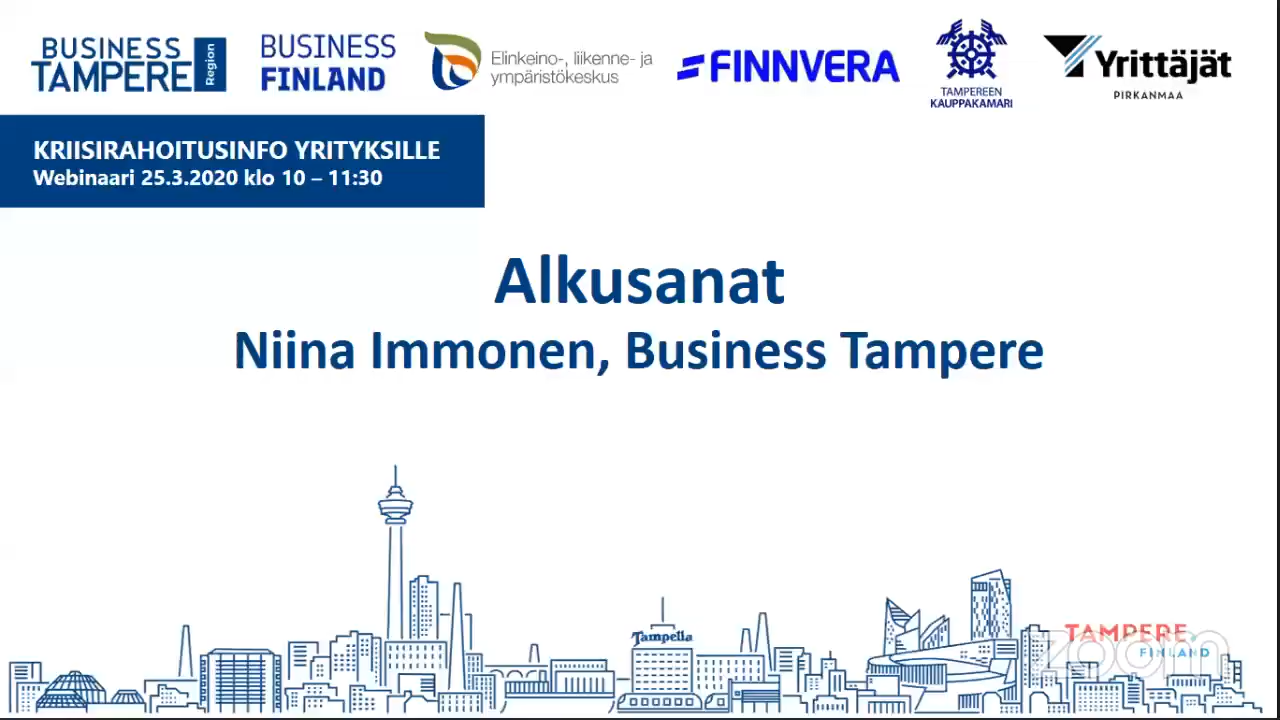 BUSINESS
TAMPERE
Region
BUSINESS
FINLAND
Elinkeino-, liikenne- ja
ympäristökeskus
FINNVERA
TAMPEREEN
KAUPPAKAMARI
Yrittäjät
PIRKANMAA
KRIISIRAHOITUSINFO YRITYKSILLE
Webinaari 25.3.2020 klo 10 – 11:30
Alkusanat
Niina Immonen, Business Tampere
Tampella
TAMPERE
FINLAND
zoom